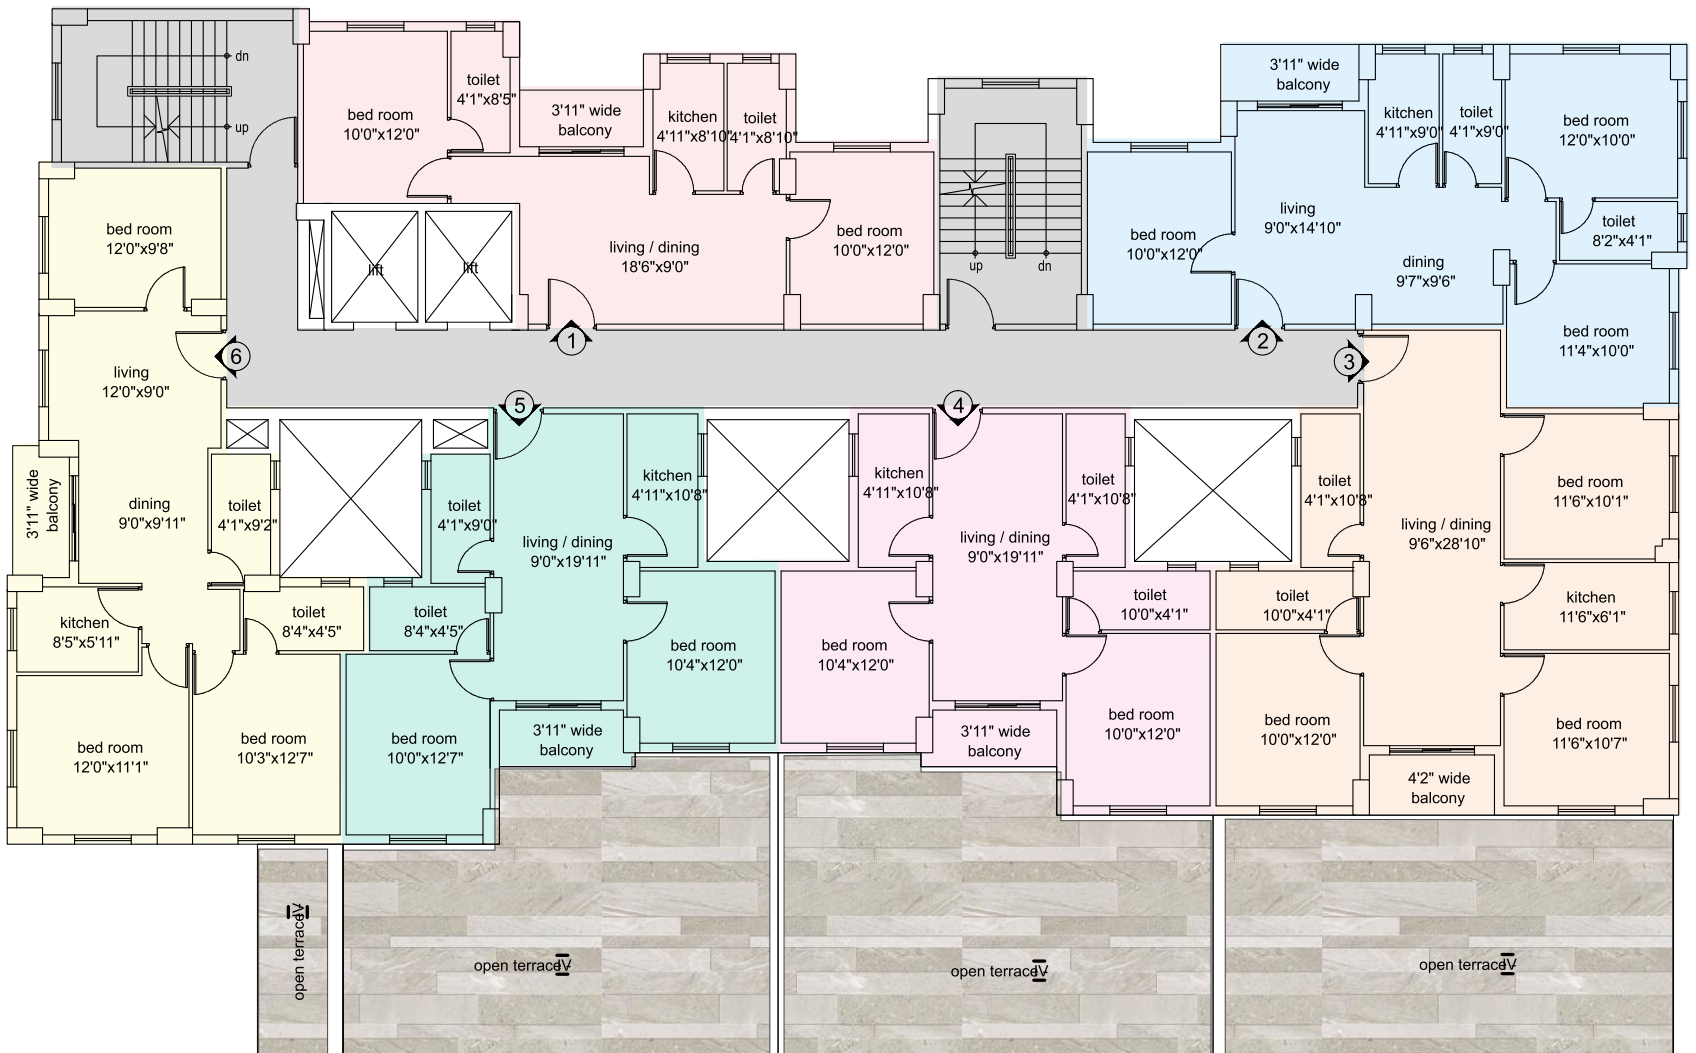 dn
up
bed room
10'0"x12'0"
toilet
4'1"x8'5"
3'11" wide
balcony
kitchen
4'11"x8'10"
toilet
4'1"x8'10"
living / dining
18'6"x9'0"
bed room
10'0"x12'0"
lift
lift
1
up
dn
3'11" wide
balcony
kitchen
4'11"x9'0"
toilet
4'1"x9'0"
bed room
12'0"x10'0"
living
9'0"x14'10"
toilet
8'2"x4'1"
bed room
10'0"x12'0"
dining
9'7"x9'6"
bed room
11'4"x10'0"
2
3
bed room
12'0"x9'8"
6
living
12'0"x9'0"
3'11" wide
balcony
dining
9'0"x9'11"
toilet
4'1"x9'2"
kitchen
8'5"x5'11"
toilet
8'4"x4'5"
bed room
12'0"x11'1"
bed room
10'3"x12'7"
5
toilet
4'1"x9'0"
living / dining
9'0"x19'11"
kitchen
4'11"x10'8"
toilet
8'4"x4'5"
bed room
10'4"x12'0"
bed room
10'0"x12'7"
3'11" wide
balcony
4
kitchen
4'11"x10'8"
living / dining
9'0"x19'11"
toilet
4'1"x10'8"
toilet
10'0"x4'1"
bed room
10'4"x12'0"
bed room
10'0"x12'0"
3'11" wide
balcony
toilet
4'1"x10'8"
living / dining
9'6"x28'10"
bed room
11'6"x10'1"
toilet
10'0"x4'1"
kitchen
11'6"x6'1"
bed room
10'0"x12'0"
bed room
11'6"x10'7"
4'2" wide
balcony
open terrace IV
open terrace IV
open terrace IV
open terrace IV